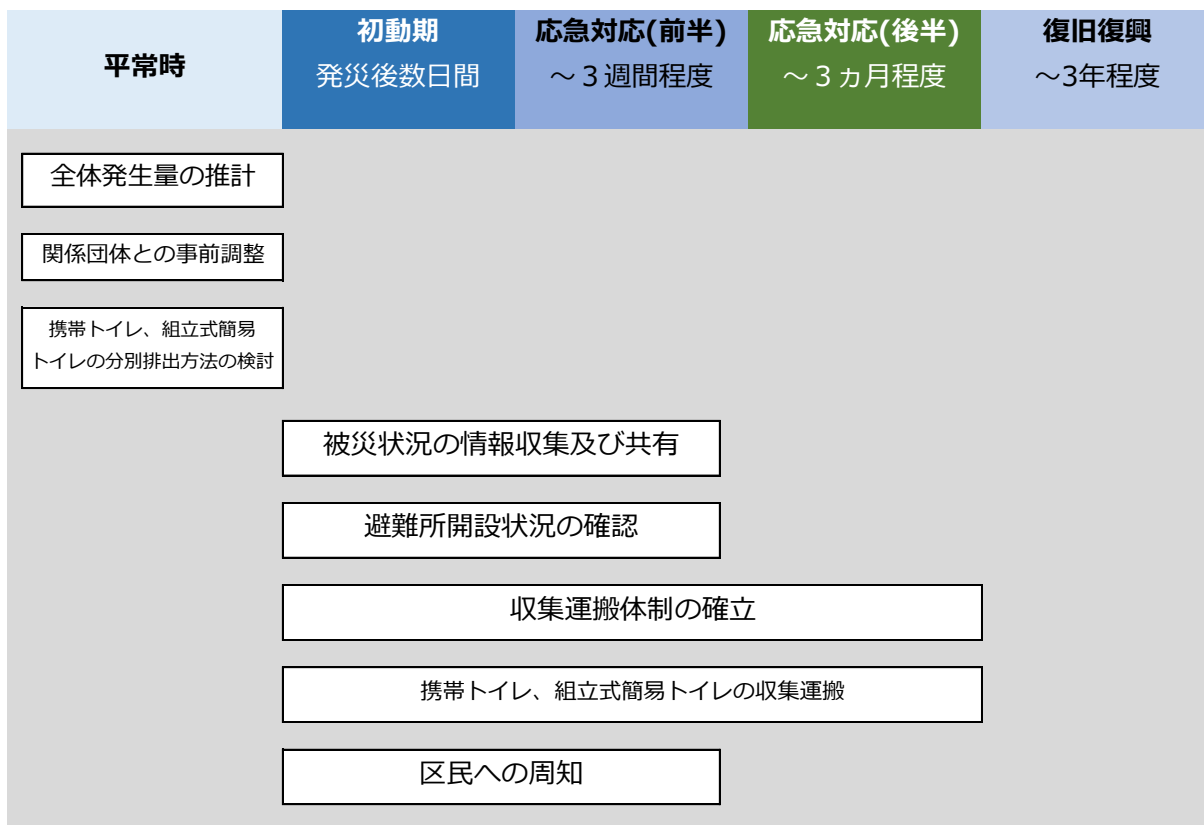 平常時
初動期
発災後数日間
応急対応(前半)
～３週間程度
応急対応(後半)
～３ヵ月程度
復旧復興
～3年程度
全体発生量の推計
関係団体との事前調整
携帯トイレ、組立式簡易
トイレの分別排出方法の検討
被災状況の情報収集及び共有
避難所開設状況の確認
収集運搬体制の確立
携帯トイレ、組立式簡易トイレの収集運搬
区民への周知